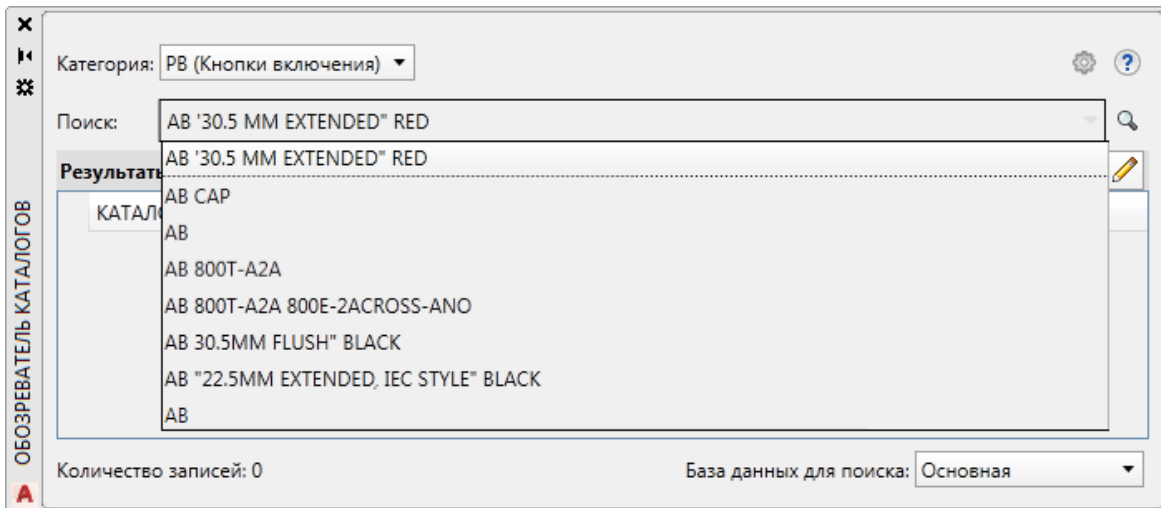 Категория: PB (Кнопки включения)
Поиск: AB '30.5 MM EXTENDED" RED
AB '30.5 MM EXTENDED" RED
Результаты
AB CAP
КАТАЛО
AB
AB 800T-A2A
AB 800T-A2A 800E-2ACROSS-ANO
AB 30.5MM FLUSH" BLACK
AB "22.5MM EXTENDED, IEC STYLE" BLACK
AB
Количество записей: 0
База данных для поиска: Основная
ОБОЗРЕВАТЕЛЬ КАТАЛОГОВ